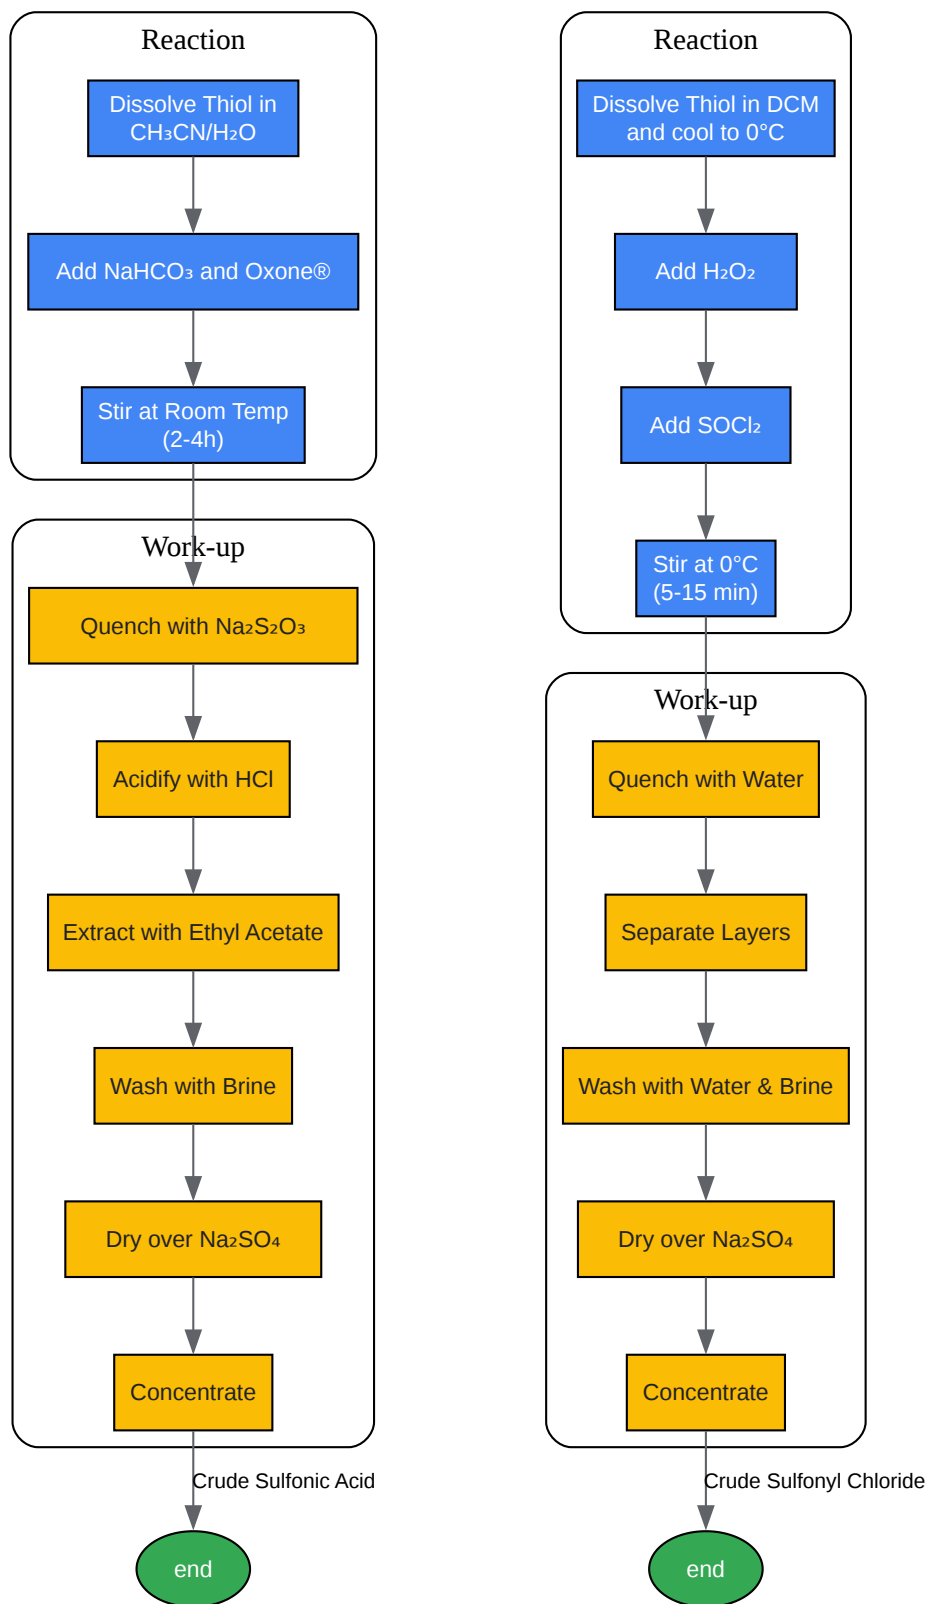 Reaction
Dissolve Thiol in
CH₃CN/H₂O
Add NaHCO₃ and Oxone®
Stir at Room Temp
(2-4h)
Work-up
Quench with Na₂S₂O₃
Acidify with HCl
Extract with Ethyl Acetate
Wash with Brine
Dry over Na₂SO₄
Concentrate
Crude Sulfonic Acid
end
Reaction
Dissolve Thiol in DCM
and cool to 0°C
Add H₂O₂
Add SOCl₂
Stir at 0°C
(5-15 min)
Work-up
Quench with Water
Separate Layers
Wash with Water & Brine
Dry over Na₂SO₄
Concentrate
Crude Sulfonyl Chloride
end